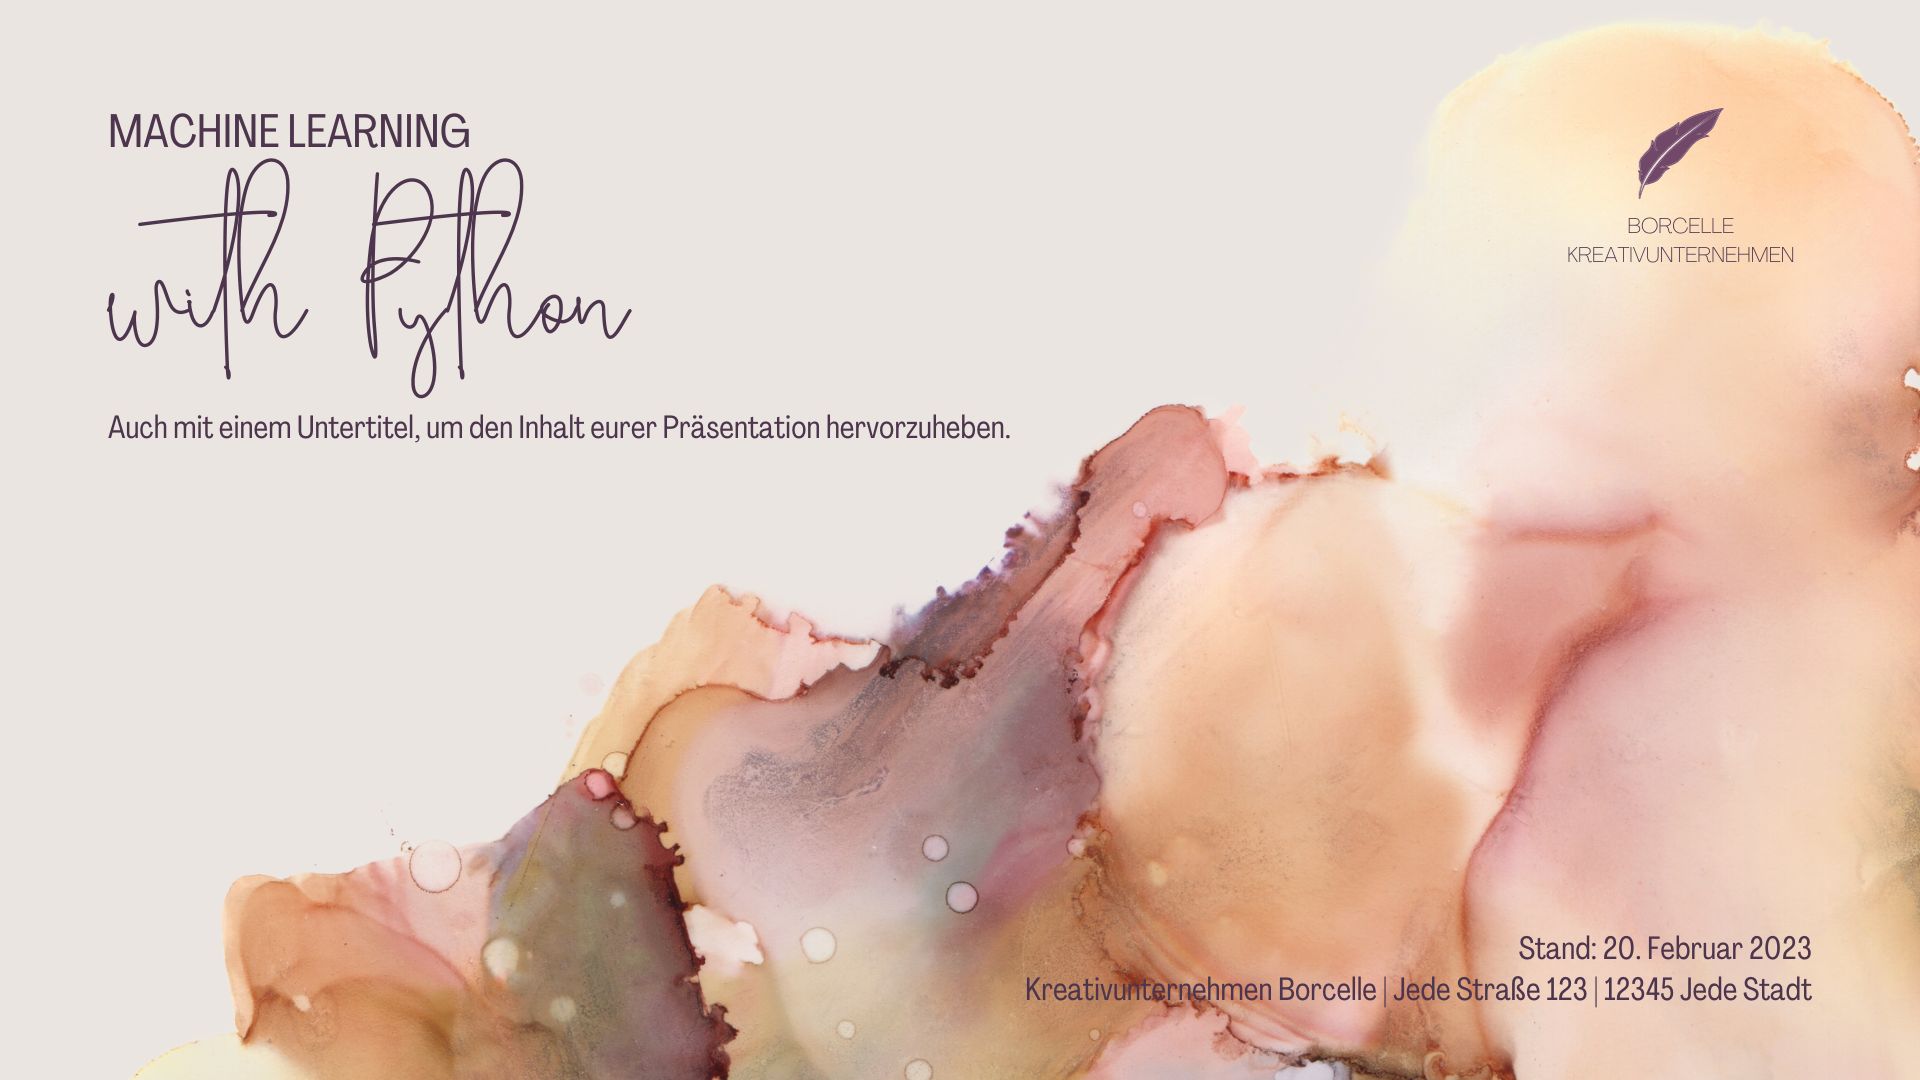 MACHINE LEARNING
with Python
Auch mit einem Untertitel, um den Inhalt eurer Präsentation hervorzuheben.
BORCELLE
KREATIVUNTERNEHMEN
Stand: 20. Februar 2023
Kreativunternehmen Borcelle | Jede Straße 123 | 12345 Jede Stadt